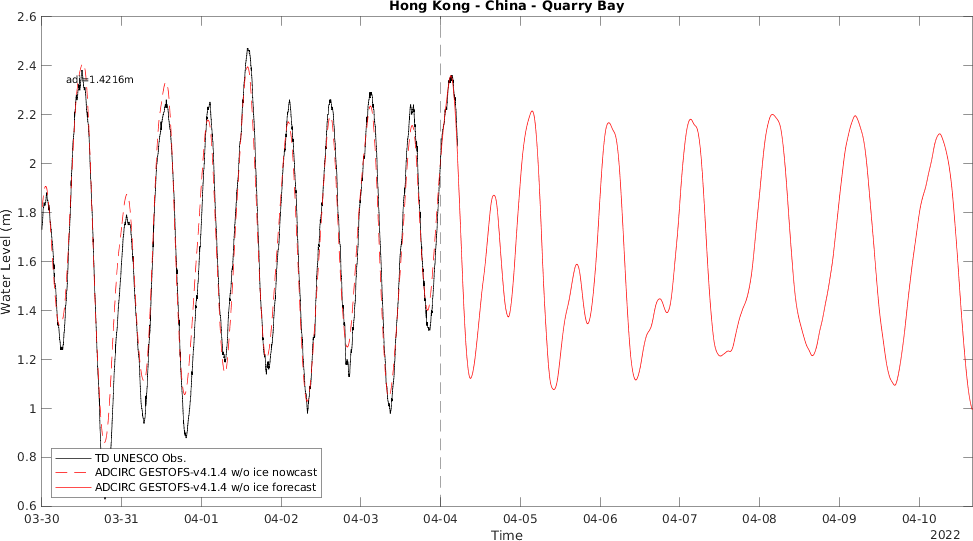 Hong Kong - China - Quarry Bay
2.6
2.4
2.2
2
1.8
1.6
1.4
1.2
1
0.8
0.6
Water Level (m)
adj=1.4216m
TD UNESCO Obs.
ADCIRC GESTOFS-v4.1.4 w/o ice nowcast
ADCIRC GESTOFS-v4.1.4 w/o ice forecast
03-30 03-31 04-01 04-02 04-03 04-04 04-05 04-06 04-07 04-08 04-09 04-10
Time
2022